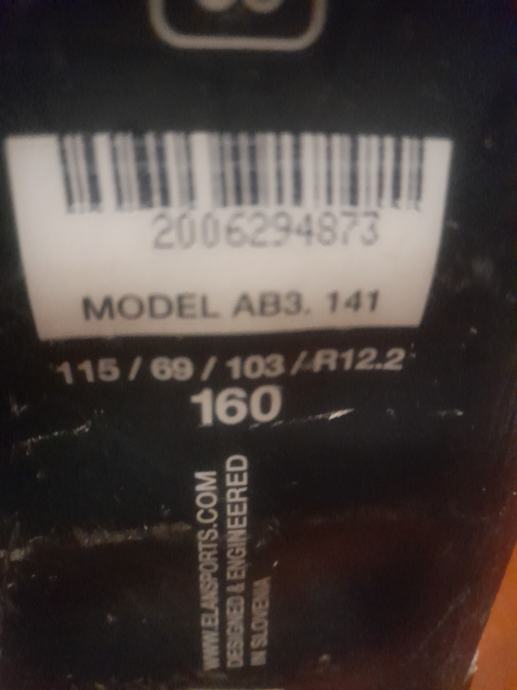 2006294873
MODEL AB3. 141
115 / 69 / 103 / R12.2
160
WWW.ELANSPORTS.COM
DESIGNED & ENGINEERED
IN SLOVENIA